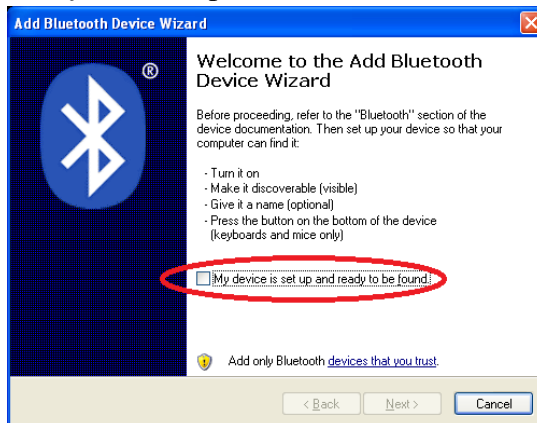 Add Bluetooth Device Wizard
®
Welcome to the Add Bluetooth
Device Wizard
Before proceeding, refer to the "Bluetooth" section of the
device documentation. Then set up your device so that your
computer can find it:
- Turn it on
- Make it discoverable (visible)
- Give it a name (optional)
- Press the button on the bottom of the device
(keyboards and mice only)
My device is set up and ready to be found.
Add only Bluetooth devices that you trust.
< Back Next > Cancel